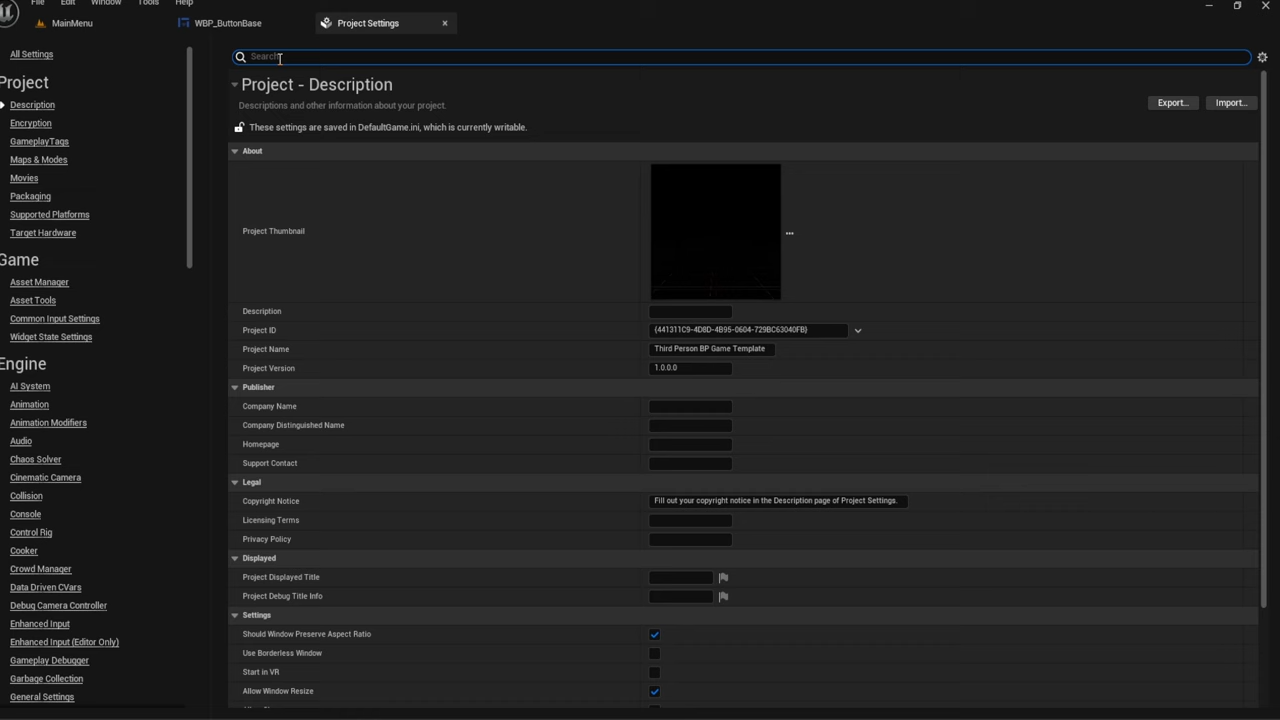 File Edit Window Tools Help
MainMenu WBP_ButtonBase Project Settings
All Settings
Project
Description
Encryption
GameplayTags
Maps & Modes
Movies
Packaging
Supported Platforms
Target Hardware
Game
Asset Manager
Asset Tools
Common Input Settings
Widget State Settings
Engine
AI System
Animation
Animation Modifiers
Audio
Chaos Solver
Cinematic Camera
Collision
Console
Control Rig
Cooker
Crowd Manager
Data Driven CVars
Debug Camera Controller
Enhanced Input
Enhanced Input (Editor Only)
Gameplay Debugger
Garbage Collection
General Settings
Search
Project - Description
Descriptions and other information about your project.
Export... Import...
These settings are saved in DefaultGame.ini, which is currently writable.
About
Project Thumbnail
Description
Project ID {441311C9-4D8D-4B95-0604-729BC63040FB}
Project Name Third Person BP Game Template
Project Version 1.0.0.0
Publisher
Company Name
Company Distinguished Name
Homepage
Support Contact
Legal
Copyright Notice Fill out your copyright notice in the Description page of Project Settings.
Licensing Terms
Privacy Policy
Displayed
Project Displayed Title
Project Debug Title Info
Settings
Should Window Preserve Aspect Ratio
Use Borderless Window
Start in VR
Allow Window Resize